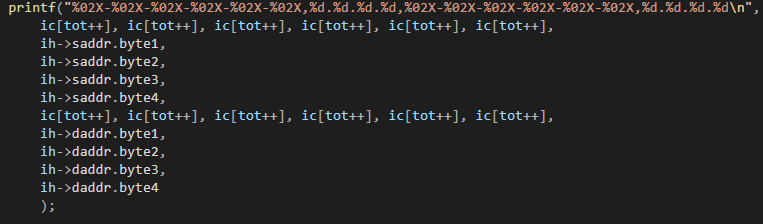 printf("%02X-%02X-%02X-%02X-%02X-%02X,%d.%d.%d.%d,%02X-%02X-%02X-%02X-%02X-%02X,%d.%d.%d.%d\n",
ic[tot++], ic[tot++], ic[tot++], ic[tot++], ic[tot++], ic[tot++],
ih->saddr.byte1,
ih->saddr.byte2,
ih->saddr.byte3,
ih->saddr.byte4,
ic[tot++], ic[tot++], ic[tot++], ic[tot++], ic[tot++], ic[tot++],
ih->daddr.byte1,
ih->daddr.byte2,
ih->daddr.byte3,
ih->daddr.byte4
);